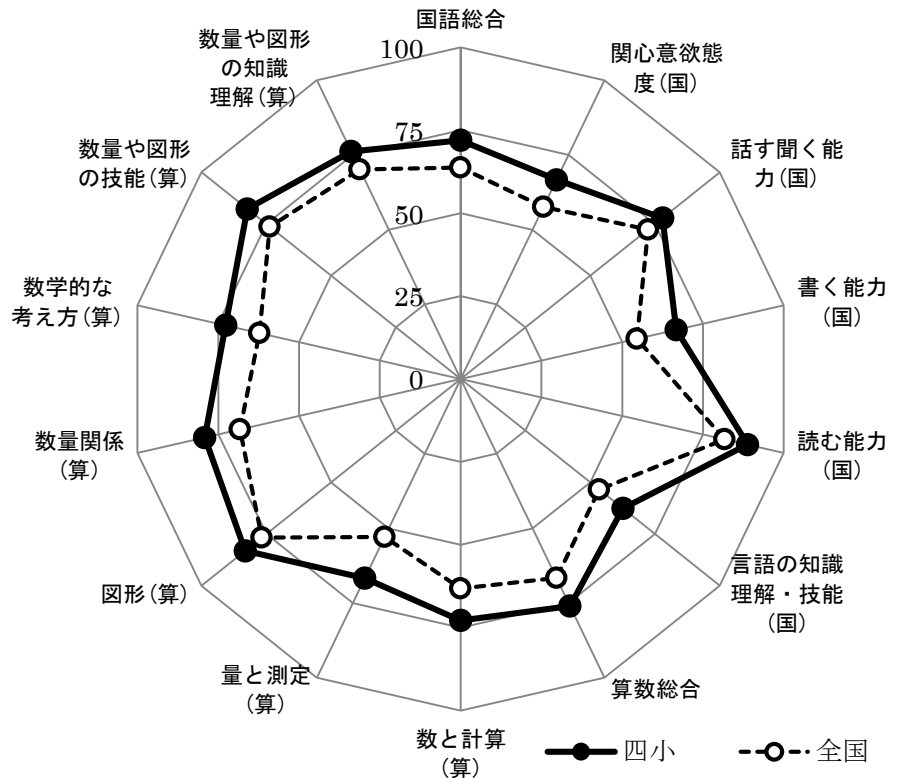 国語総合
関心意欲態
度(国)
話す聞く能
力(国)
書く能力
(国)
読む能力
(国)
言語の知識
理解・技能
(国)
算数総合
数と計算
(算)
量と測定
(算)
図形(算)
数量関係
(算)
数学的な
考え方(算)
数量や図形
の技能(算)
数量や図形
の知識
理解(算)
100
75
50
25
0
四小
全国